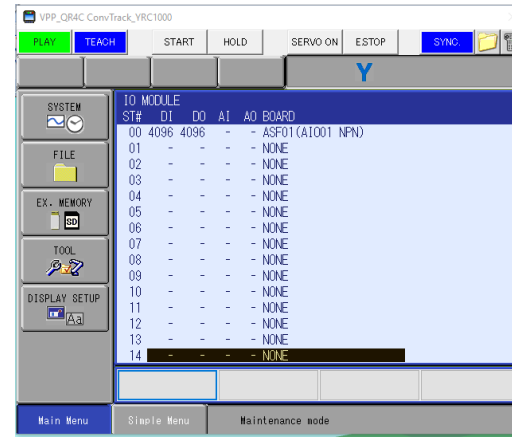 VPP_QR4C ConvTrack_YRC1000
PLAY TEACH START HOLD SERVO ON E.STOP SYNC.
Y
SYSTEM
FILE
EX. MEMORY
SD
TOOL
DISPLAY SETUP
Aa
IO MODULE
ST# DI DO AI AO BOARD
00 4096 4096 - - ASF01(AIO01 NPN)
01 - - - - NONE
02 - - - - NONE
03 - - - - NONE
04 - - - - NONE
05 - - - - NONE
06 - - - - NONE
07 - - - - NONE
08 - - - - NONE
09 - - - - NONE
10 - - - - NONE
11 - - - - NONE
12 - - - - NONE
13 - - - - NONE
14 - - - - NONE
Main Menu Simple Menu Maintenance mode